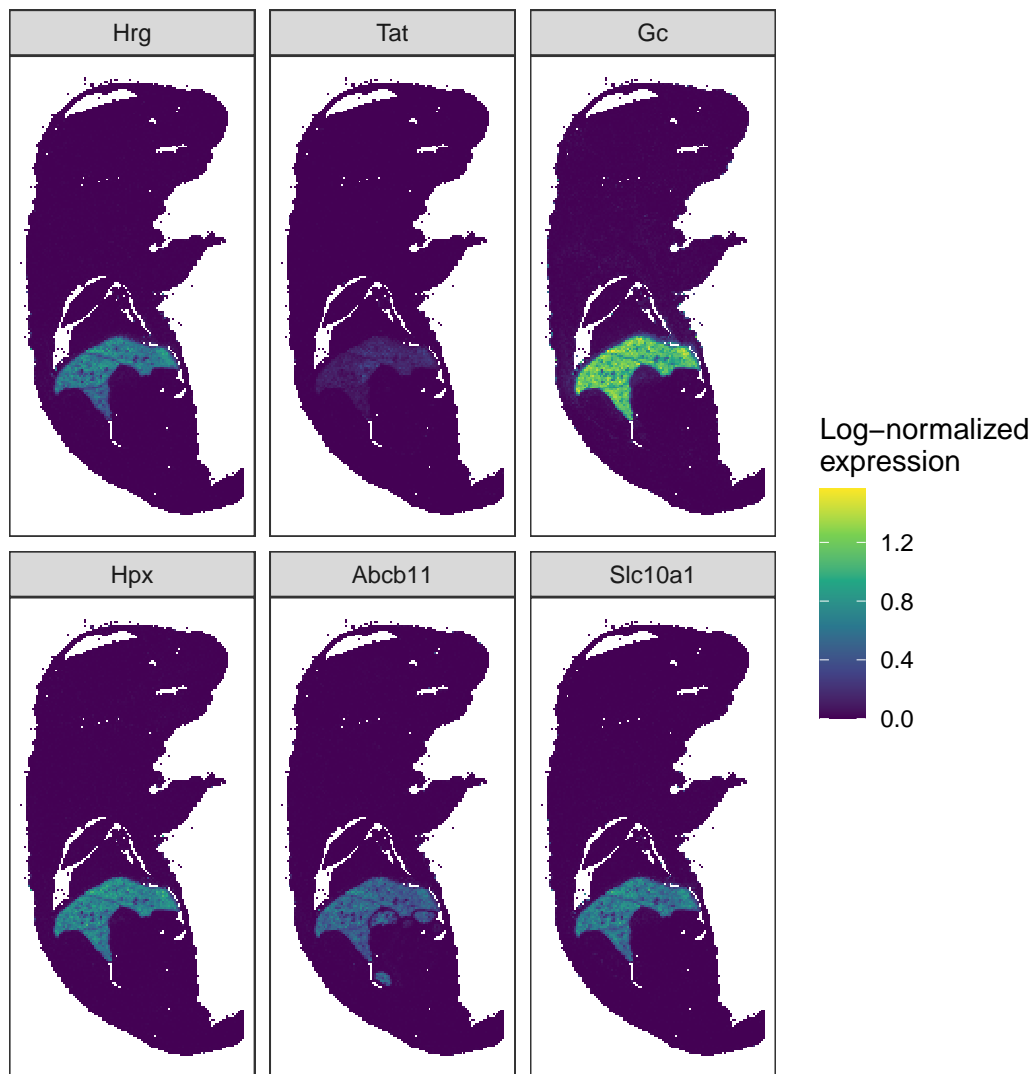 Hrg
Tat
Gc
Hpx
Abcb11
Slc10a1
Log−normalized
expression
1.2
0.8
0.4
0.0